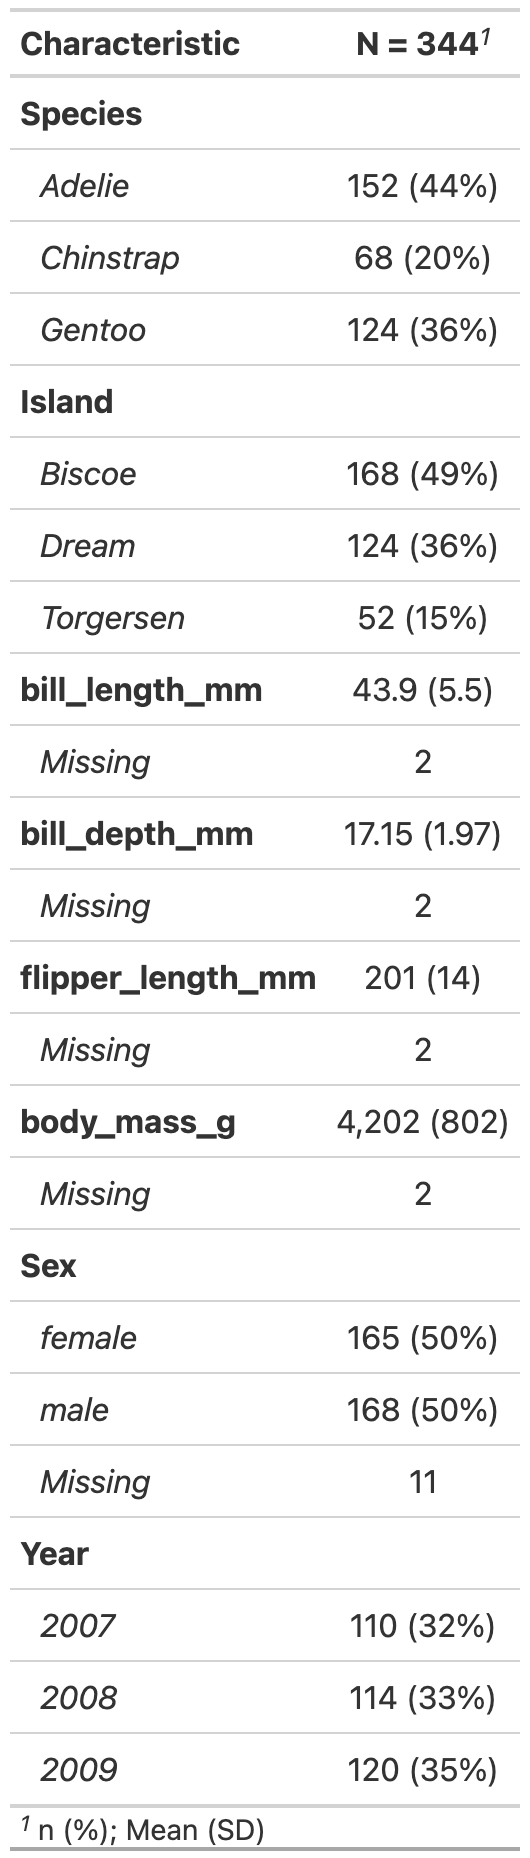 Characteristic N = 344¹
Species
Adelie 152 (44%)
Chinstrap 68 (20%)
Gentoo 124 (36%)
Island
Biscoe 168 (49%)
Dream 124 (36%)
Torgersen 52 (15%)
bill_length_mm 43.9 (5.5)
Missing 2
bill_depth_mm 17.15 (1.97)
Missing 2
flipper_length_mm 201 (14)
Missing 2
body_mass_g 4,202 (802)
Missing 2
Sex
female 165 (50%)
male 168 (50%)
Missing 11
Year
2007 110 (32%)
2008 114 (33%)
2009 120 (35%)
¹ n (%); Mean (SD)